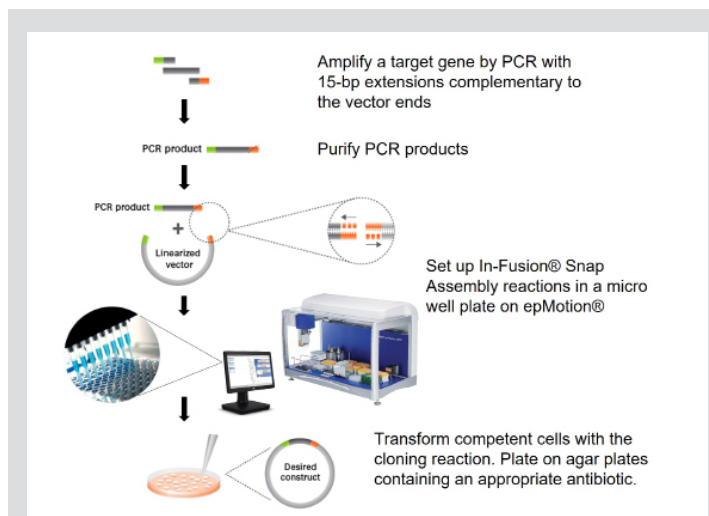 Amplify a target gene by PCR with
15-bp extensions complementary to
the vector ends
PCR product
Purify PCR products
PCR product
+
Linearized
vector
Set up In-Fusion® Snap
Assembly reactions in a micro
well plate on epMotion®
Transform competent cells with the
cloning reaction. Plate on agar plates
containing an appropriate antibiotic.
Desired
construct